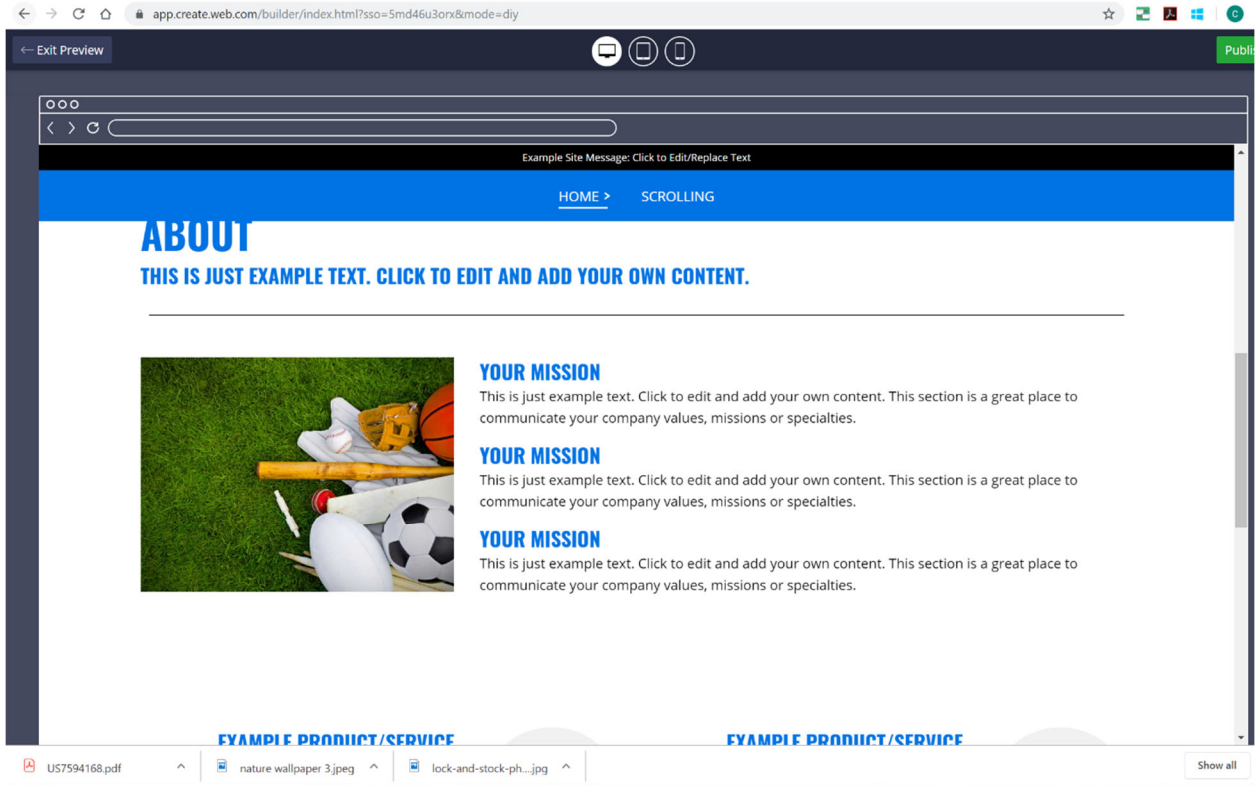 app.create.web.com/builder/index.html?sso=5md46u3orx&mode=diy
C
← Exit Preview
Publis
Example Site Message: Click to Edit/Replace Text
HOME > SCROLLING
ABOUT
THIS IS JUST EXAMPLE TEXT. CLICK TO EDIT AND ADD YOUR OWN CONTENT.
YOUR MISSION
This is just example text. Click to edit and add your own content. This section is a great place to
communicate your company values, missions or specialties.
YOUR MISSION
This is just example text. Click to edit and add your own content. This section is a great place to
communicate your company values, missions or specialties.
YOUR MISSION
This is just example text. Click to edit and add your own content. This section is a great place to
communicate your company values, missions or specialties.
EXAMPLE PRODUCT/SERVICE EXAMPLE PRODUCT/SERVICE
US7594168.pdf nature wallpaper 3.jpeg lock-and-stock-ph....jpg Show all